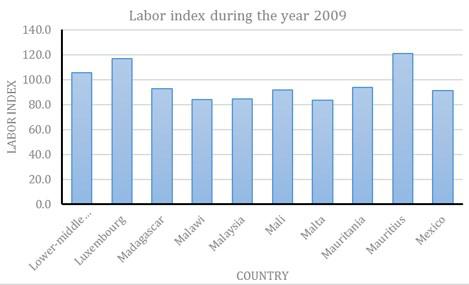 Labor index during the year 2009
140.0
120.0
100.0
80.0
60.0
40.0
20.0
0.0
LABOR INDEX
Lower-middle ...
Luxembourg
Madagascar
Malawi
Malaysia
Mali
Malta
Mauritania
Mauritius
Mexico
COUNTRY